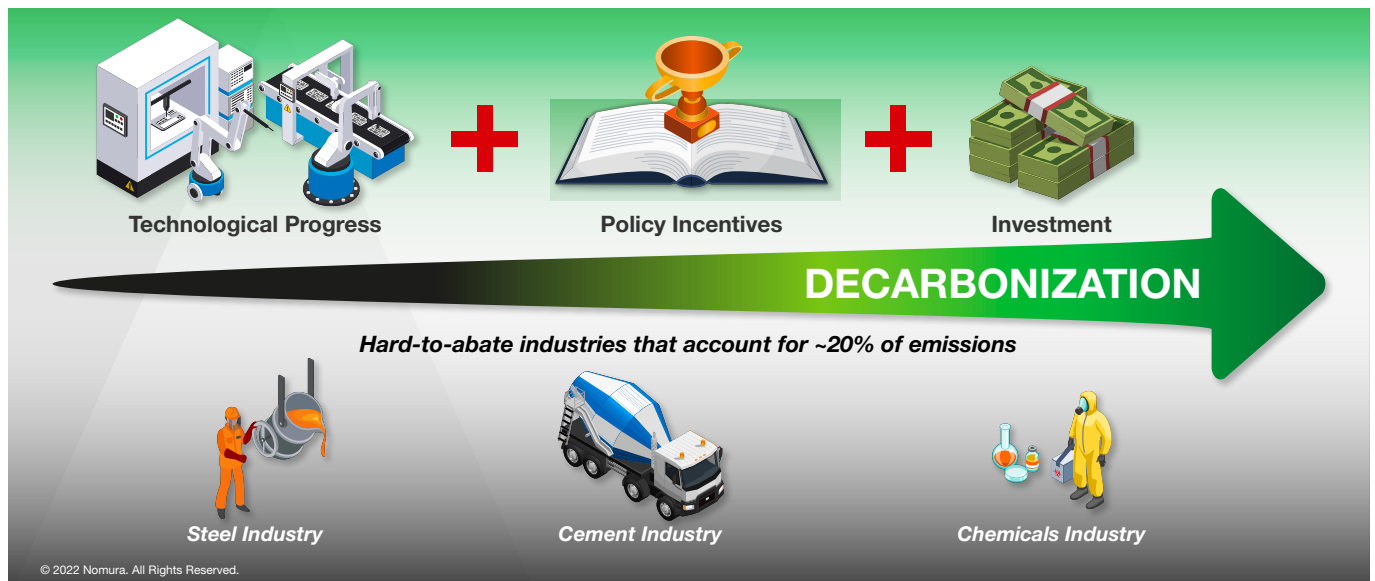 Technological Progress
Policy Incentives
Investment
DECARBONIZATION
Hard-to-abate industries that account for ~20% of emissions
Steel Industry
Cement Industry
Chemicals Industry
© 2022 Nomura. All Rights Reserved.